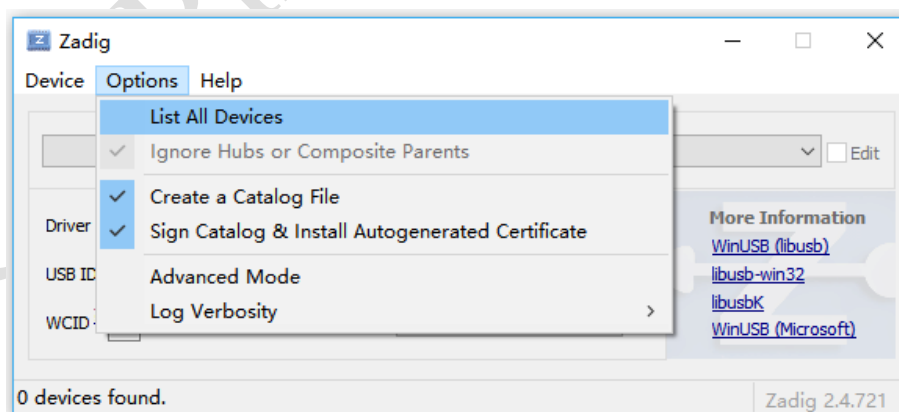 Zadig
Device Options Help
List All Devices
Ignore Hubs or Composite Parents
Edit
Create a Catalog File
Sign Catalog & Install Autogenerated Certificate
Advanced Mode
Log Verbosity
Driver
USB ID
WCID
More Information
WinUSB (libusb)
libusb-win32
libusbK
WinUSB (Microsoft)
0 devices found.
Zadig 2.4.721